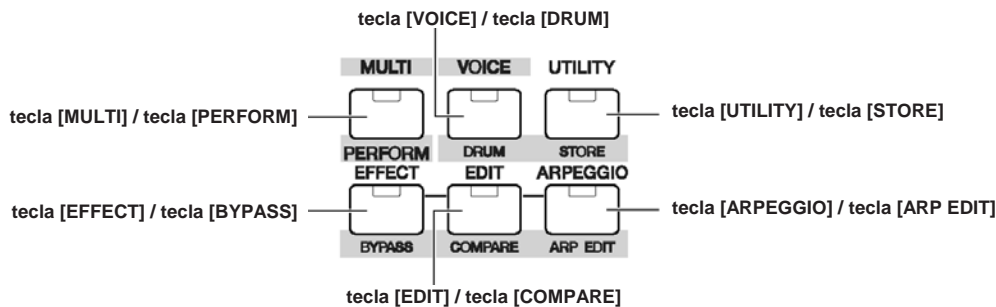 tecla [VOICE] / tecla [DRUM]
MULTI VOICE UTILITY
tecla [MULTI] / tecla [PERFORM]
tecla [UTILITY] / tecla [STORE]
PERFORM DRUM STORE
EFFECT EDIT ARPEGGIO
tecla [EFFECT] / tecla [BYPASS]
tecla [ARPEGGIO] / tecla [ARP EDIT]
BYPASS COMPARE ARP EDIT
tecla [EDIT] / tecla [COMPARE]